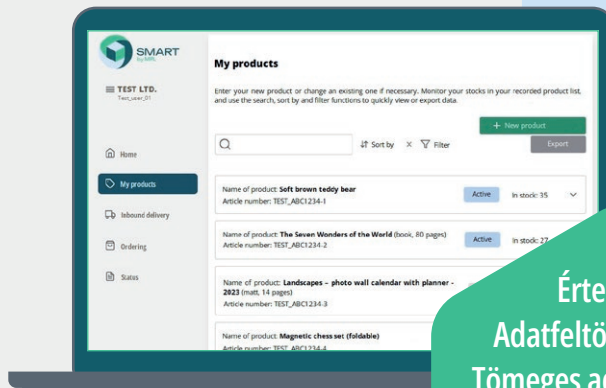 SMART
by MPL
TEST LTD.
Test_user_01
Home
My products
Inbound delivery
Ordering
Status
My products
Enter your new product or change an existing one if necessary. Monitor your stocks in your recorded product list,
and use the search, sort by and filter functions to quickly view or export data.
+ New product
Sort by
Filter
Export
Name of product: Soft brown teddy bear
Article number: TEST_ABC1234-1
Active
In stock: 35
Name of product: The Seven Wonders of the World (book, 80 pages)
Article number: TEST_ABC1234-2
Active
In stock: 27
Name of product: Landscapes – photo wall calendar with planner -
2023 (matt, 14 pages)
Article number: TEST_ABC1234-3
Name of product: Magnetic chess set (foldable)
Article number: TEST_ABC1234-4
Érte
Adatfeltö
Tömeges a